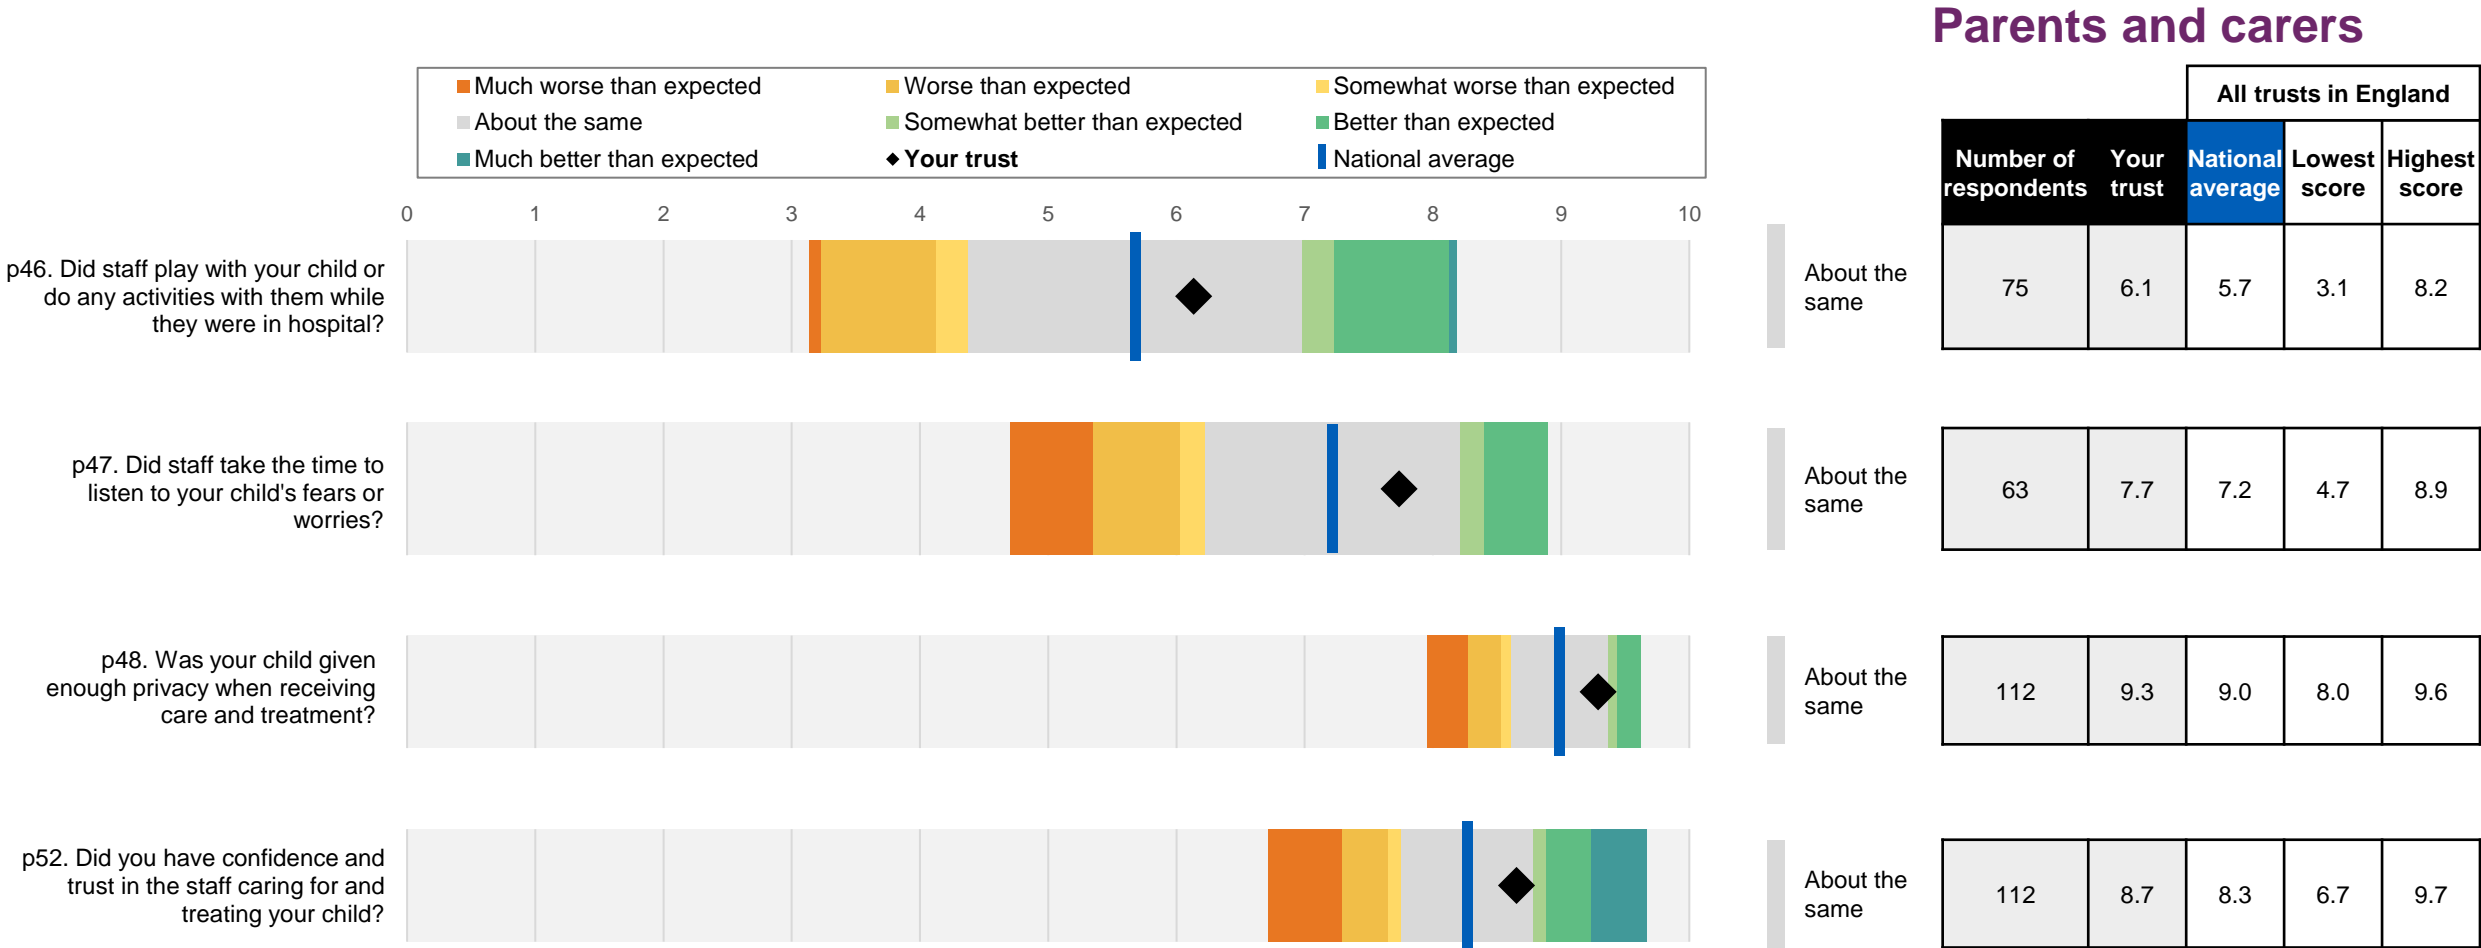 Parents and carers
Much worse than expected
Worse than expected
Somewhat worse than expected
About the same
Somewhat better than expected
Better than expected
Much better than expected
Your trust
National average
All trusts in England
Number of respondents
Your trust
National average
Lowest score
Highest score
0 1 2 3 4 5 6 7 8 9 10
p46. Did staff play with your child or
do any activities with them while
they were in hospital?
About the
same
75 6.1 5.7 3.1 8.2
p47. Did staff take the time to
listen to your child's fears or
worries?
About the
same
63 7.7 7.2 4.7 8.9
p48. Was your child given
enough privacy when receiving
care and treatment?
About the
same
112 9.3 9.0 8.0 9.6
p52. Did you have confidence and
trust in the staff caring for and
treating your child?
About the
same
112 8.7 8.3 6.7 9.7